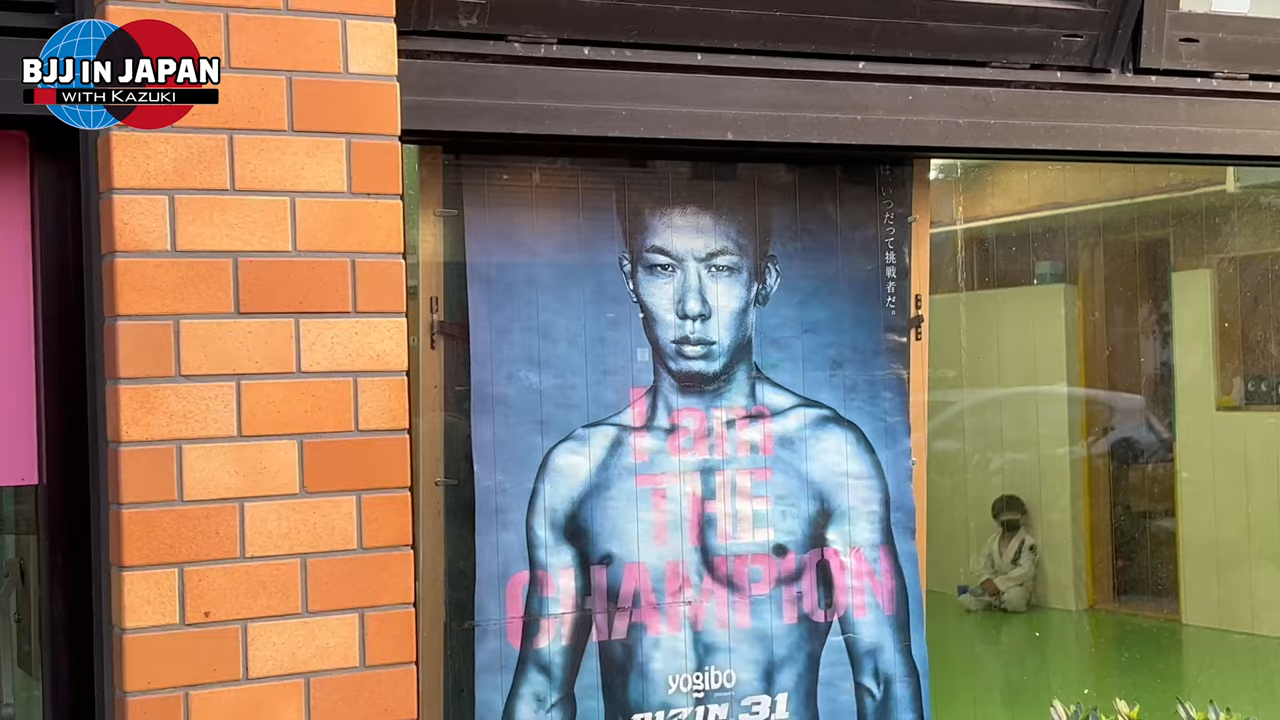 BJJ IN JAPAN
WITH KAZUKI
は いつだって挑戦者だ。
I am
THE
CHAMPION
yogibo
presents
RIZIN.31